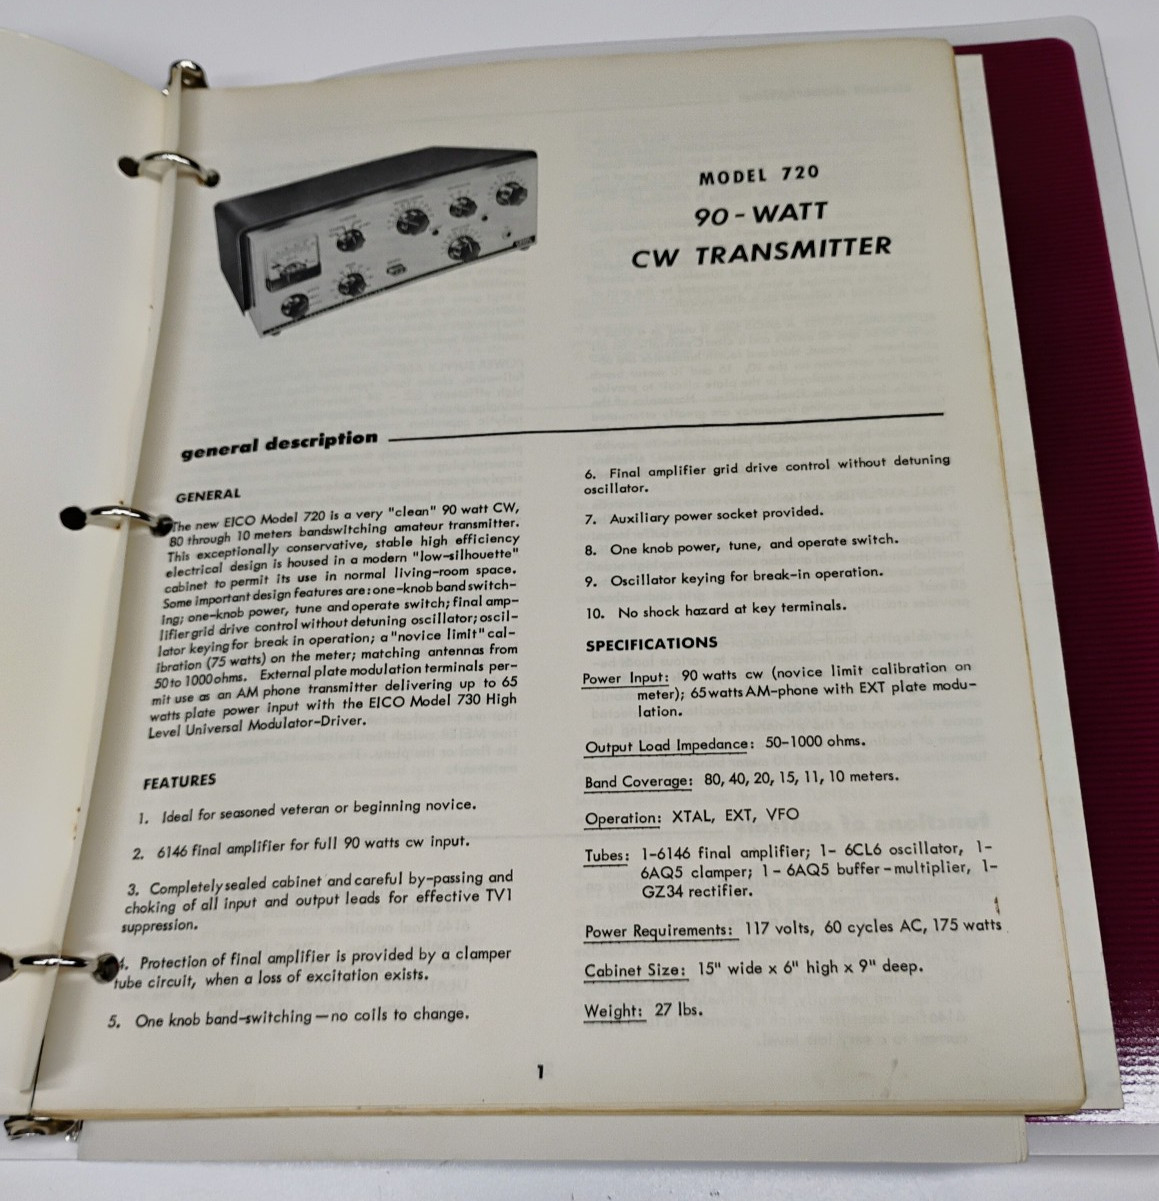 MODEL 720
90-WATT
CW TRANSMITTER
general description
GENERAL
The new EICO Model 720 is a very "clean" 90 watt CW,
80 through 10 meters bandswitching amateur transmitter.
This exceptionally conservative, stable high efficiency
electrical design is housed in a modern "low-silhouette"
cabinet to permit its use in normal living-room space.
Some important design features are: one-knob bandswitch-
ing; one-knob power, tune and operate switch; final amp-
lifier grid drive control without detuning oscillator; oscil-
lator keying for break in operation; a "novice limit" cal-
ibration (75 watts) on the meter; matching antennas from
50 to 1000 ohms. External plate modulation terminals per-
mit use as an AM phone transmitter delivering up to 65
watts plate power input with the EICO Model 730 High
Level Universal Modulator-Driver.
FEATURES
1. Ideal for seasoned veteran or beginning novice.
2. 6146 final amplifier for full 90 watts cw input.
3. Completely sealed cabinet and careful by-passing and
choking of all input and output leads for effective TV1
suppression.
4. Protection of final amplifier is provided by a clamper
tube circuit, when a loss of excitation exists.
5. One knob band-switching — no coils to change.
6. Final amplifier grid drive control without detuning
oscillator.
7. Auxiliary power socket provided.
8. One knob power, tune, and operate switch.
9. Oscillator keying for break-in operation.
10. No shock hazard at key terminals.
SPECIFICATIONS
Power Input: 90 watts cw (novice limit calibration on
meter); 65 watts AM-phone with EXT plate modu-
lation.
Output Load Impedance: 50-1000 ohms.
Band Coverage: 80, 40, 20, 15, 11, 10 meters.
Operation: XTAL, EXT, VFO
Tubes: 1-6146 final amplifier; 1- 6CL6 oscillator, 1-
6AQ5 clamper; 1 - 6AQ5 buffer-multiplier, 1-
GZ34 rectifier.
Power Requirements: 117 volts, 60 cycles AC, 175 watts
Cabinet Size: 15" wide x 6" high x 9" deep.
Weight: 27 lbs.
1